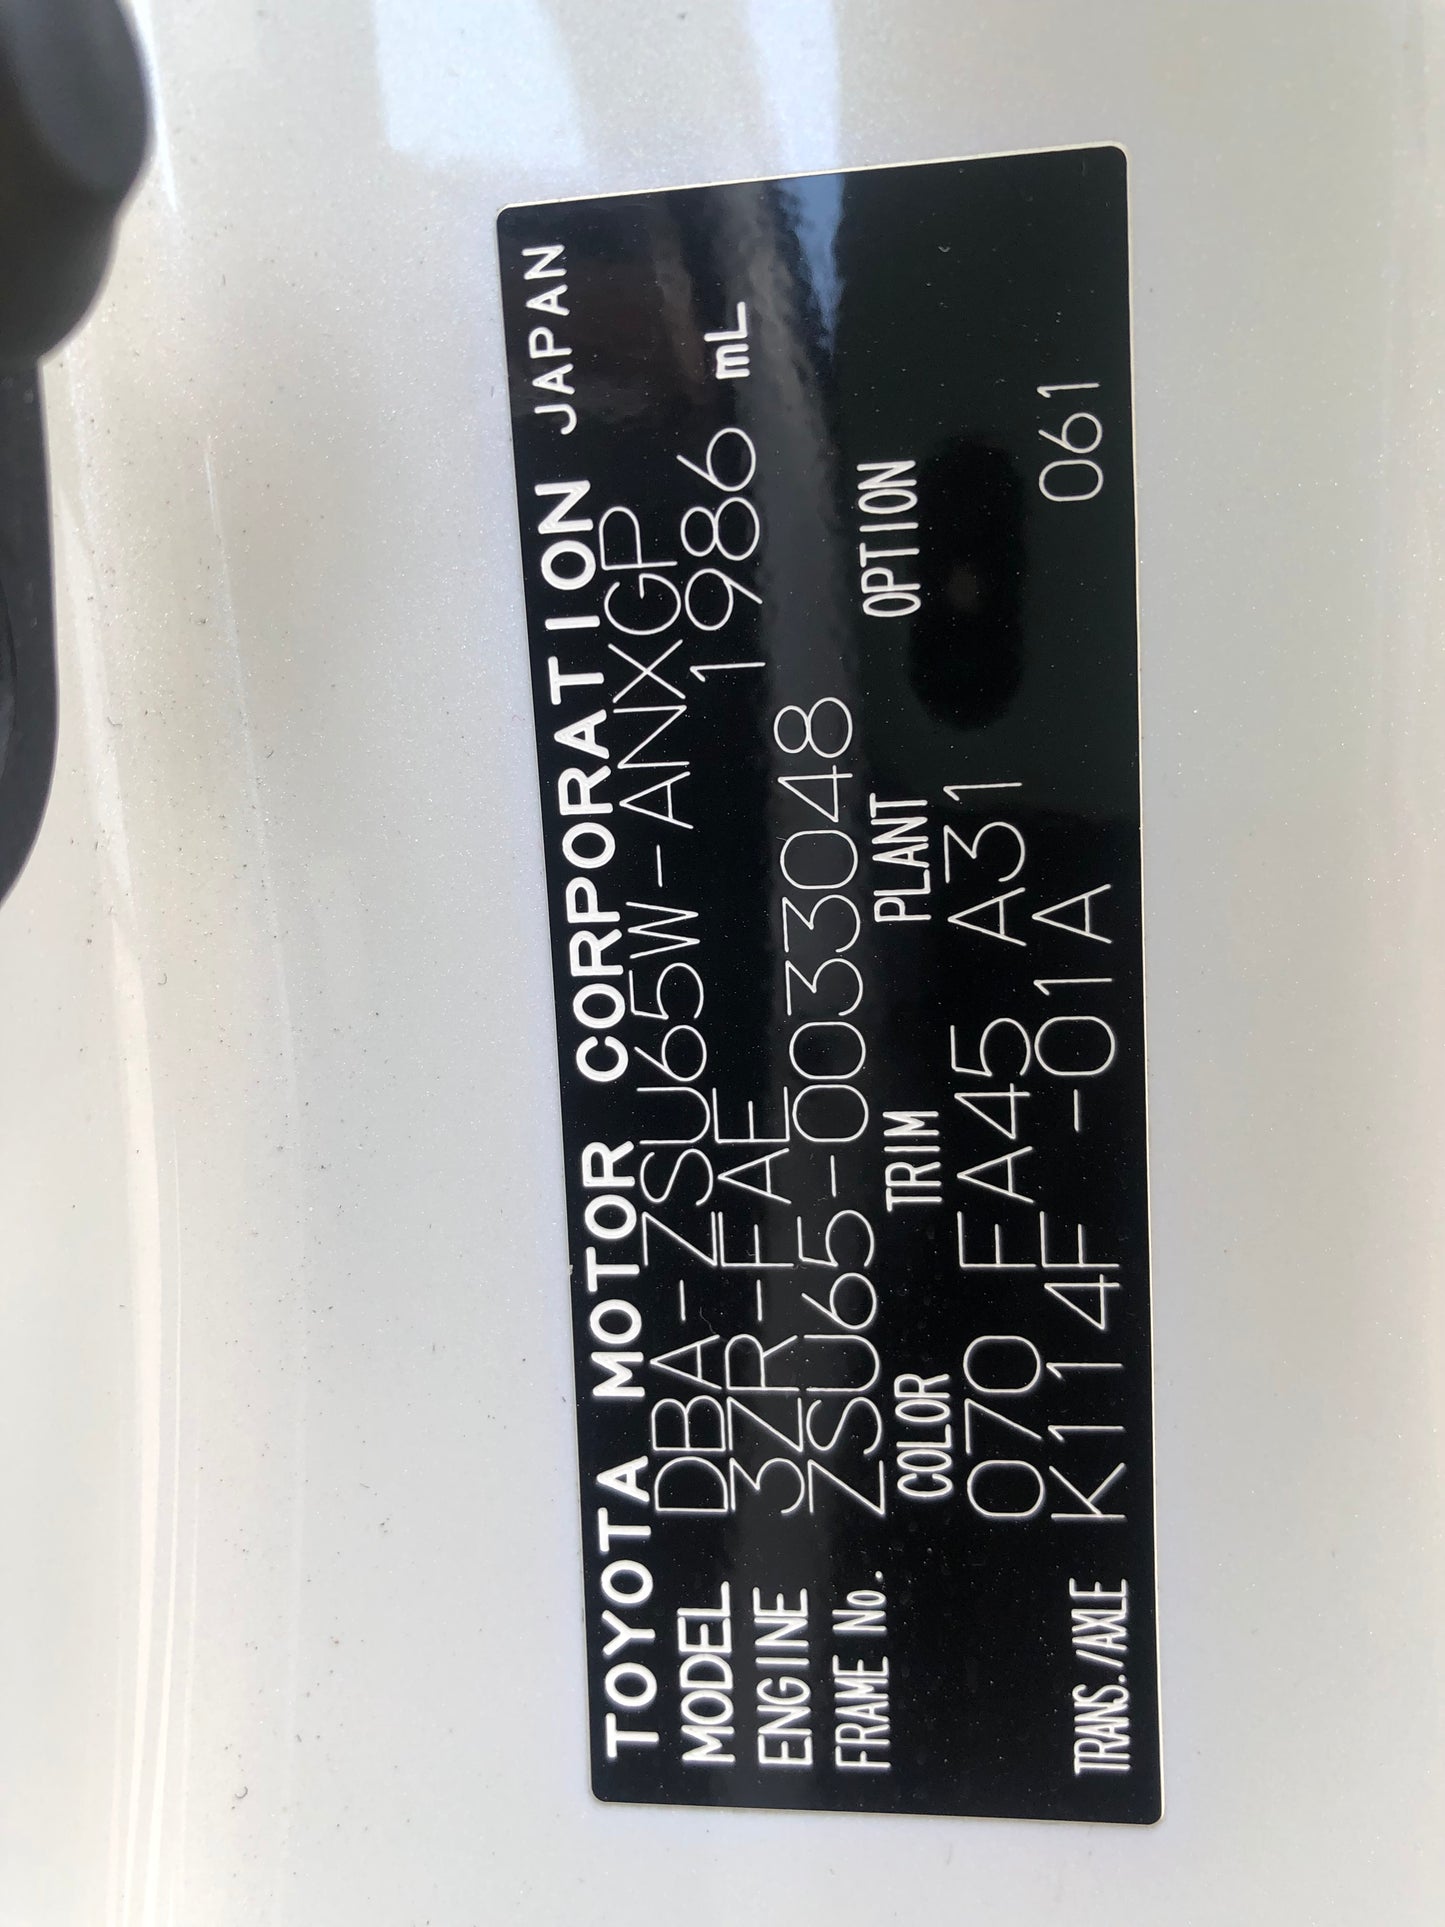 TOYOTA MOTOR CORPORATION JAPAN
MODEL DBA-ZSU65W-ANXGP
ENGINE 3ZR-FAE 1986 mL
FRAME No. ZSU65-0033048
COLOR TRIM PLANT OPTION
070 FA45 A31
TRANS./AXLE K114F -01A 061